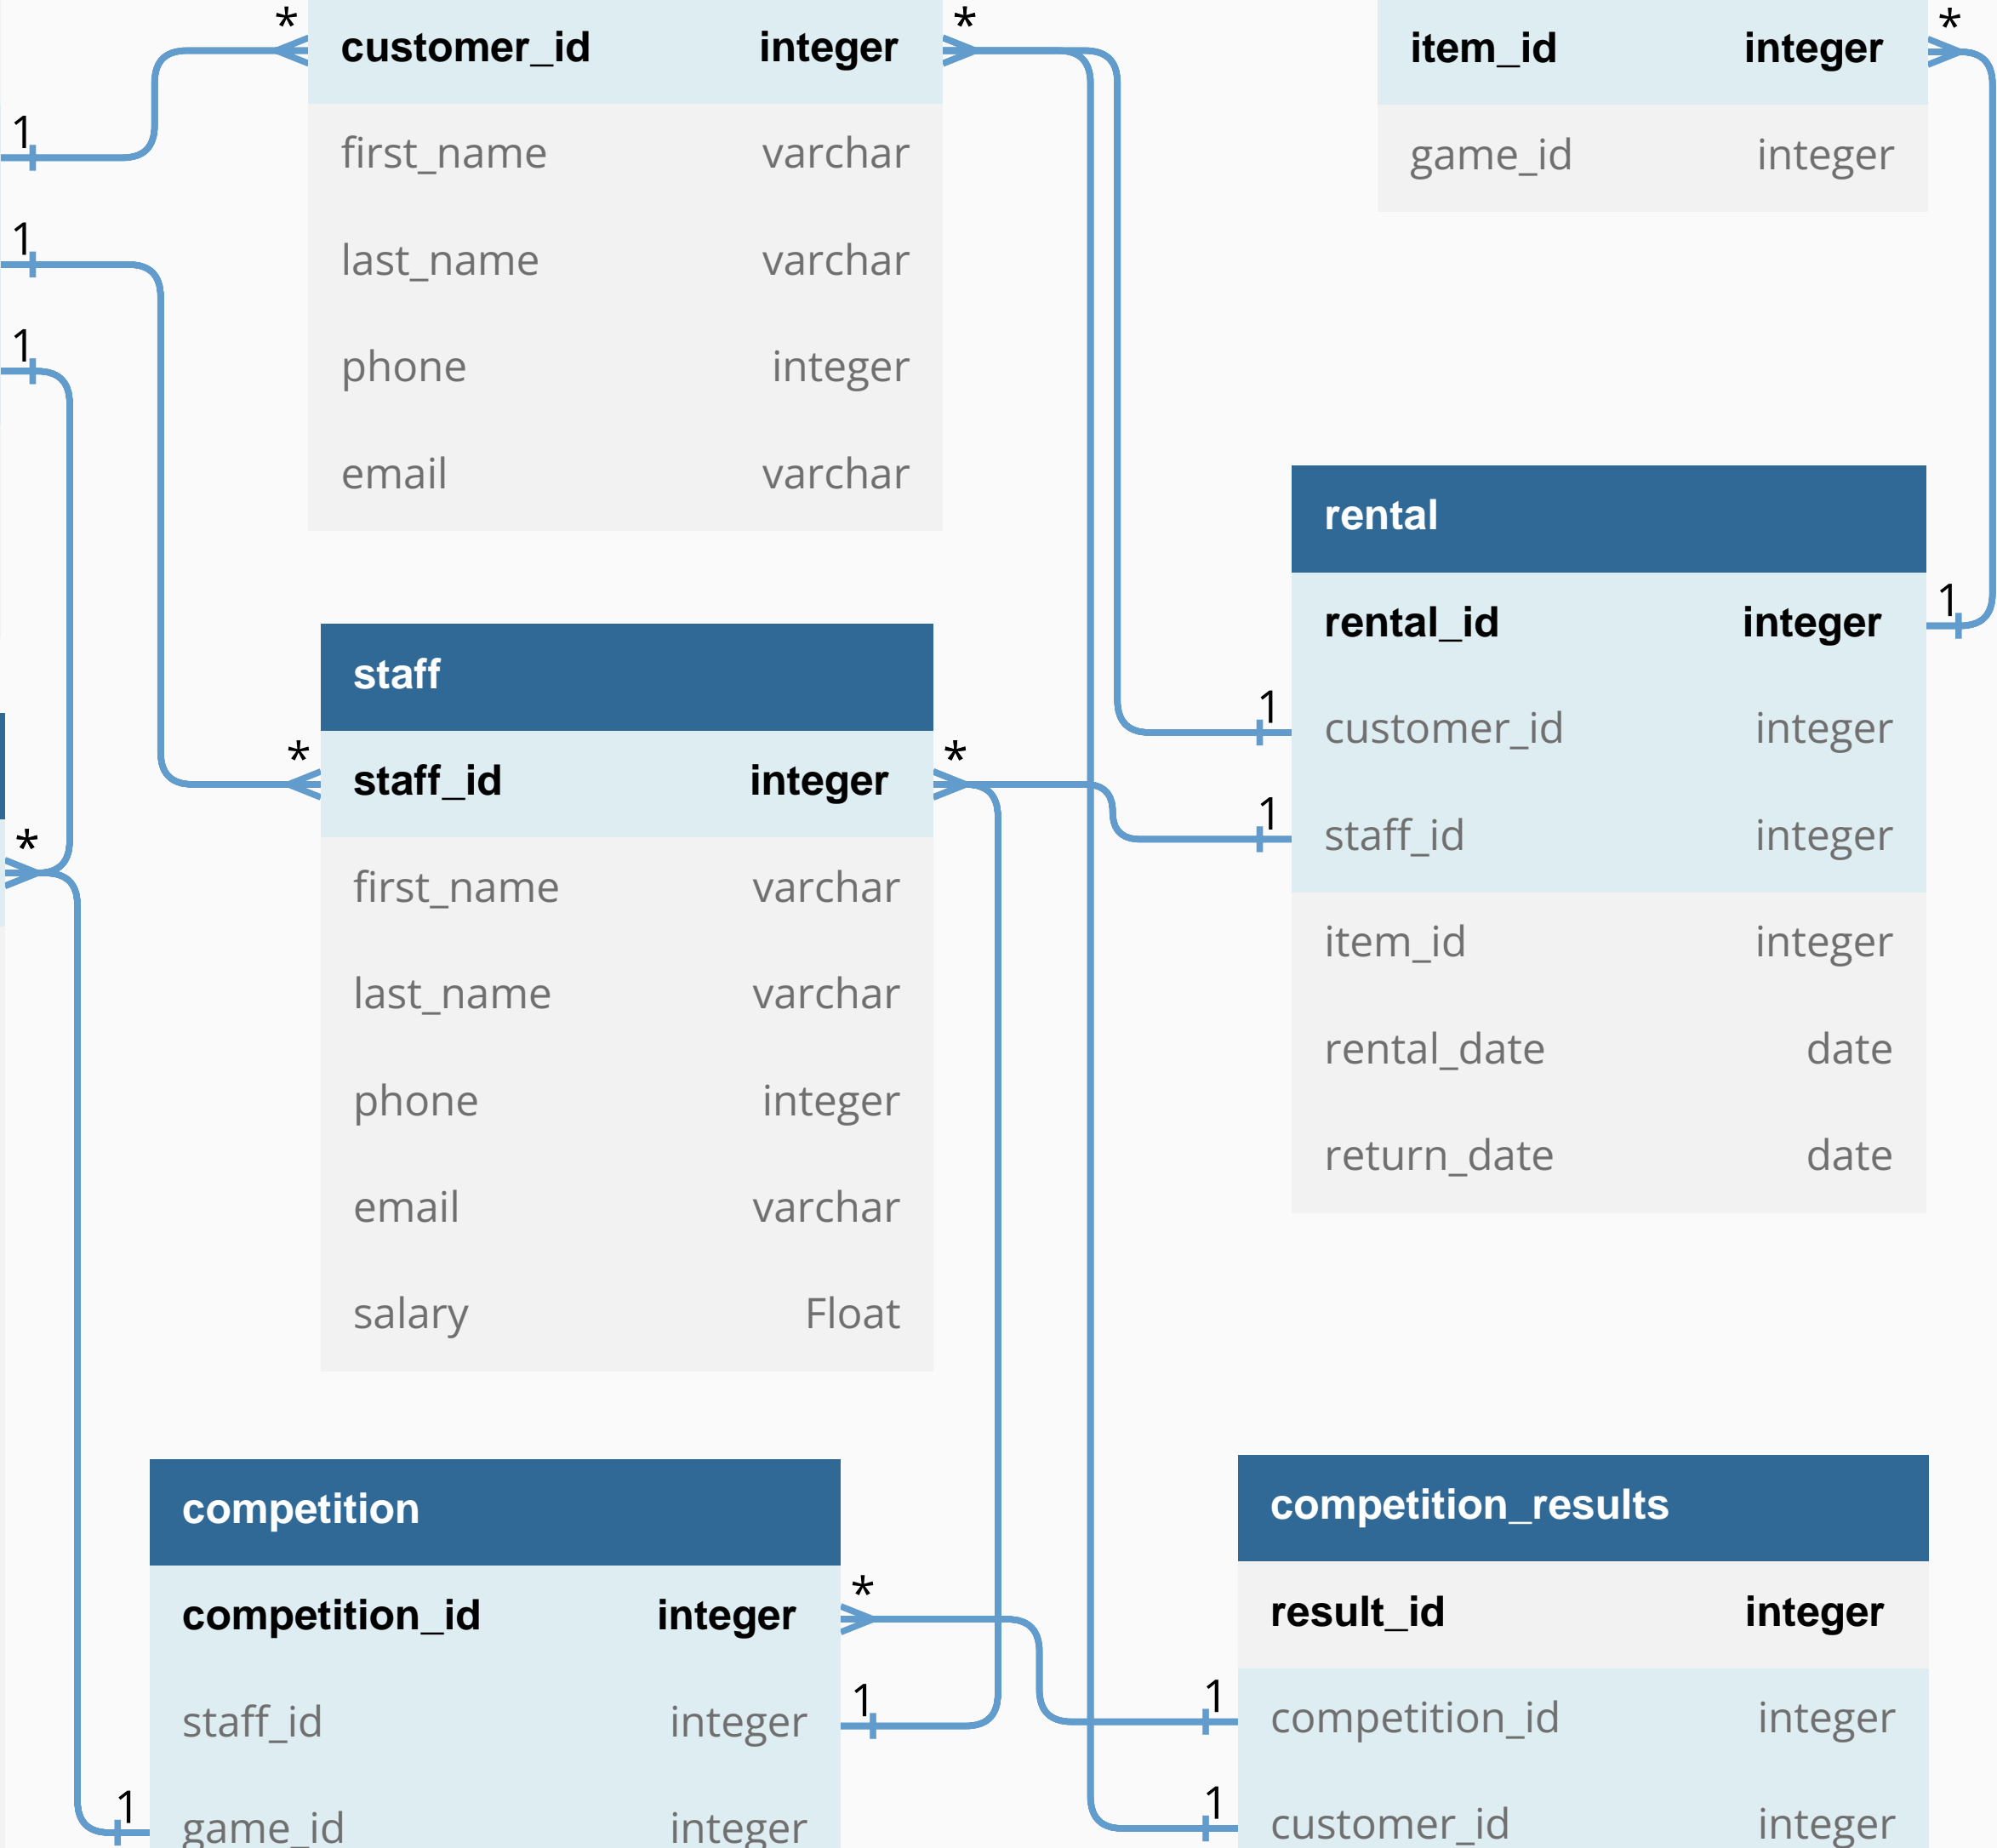 * customer_id integer *
first_name varchar
last_name varchar
phone integer
email varchar
1
1
1
item_id integer *
game_id integer
staff
* staff_id integer *
first_name varchar
last_name varchar
phone integer
email varchar
salary Float
*
rental
rental_id integer 1
1 customer_id integer
1 staff_id integer
item_id integer
rental_date date
return_date date
competition
competition_id integer *
staff_id integer 1
1 game_id integer
competition_results
result_id integer
1 competition_id integer
1 customer_id integer